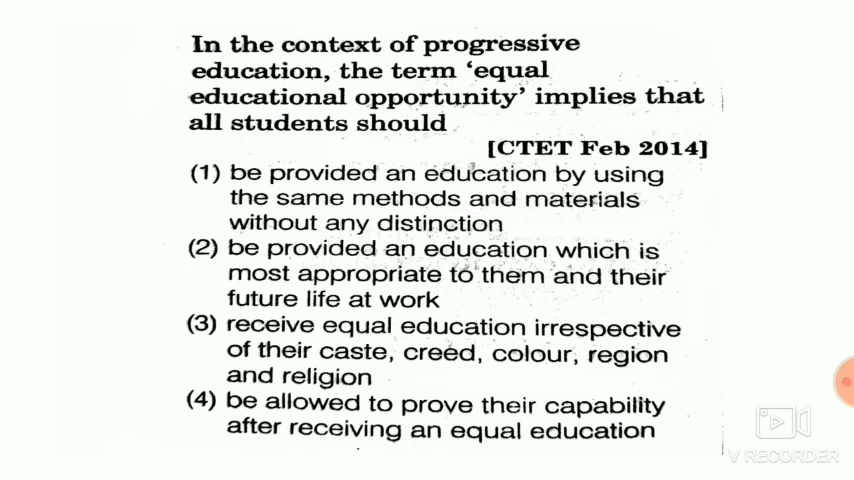 In the context of progressive
education, the term ‘equal
educational opportunity’ implies that
all students should
[CTET Feb 2014]
(1) be provided an education by using
the same methods and materials
without any distinction
(2) be provided an education which is
most appropriate to them and their
future life at work
(3) receive equal education irrespective
of their caste, creed, colour, region
and religion
(4) be allowed to prove their capability
after receiving an equal education
V RECORDER